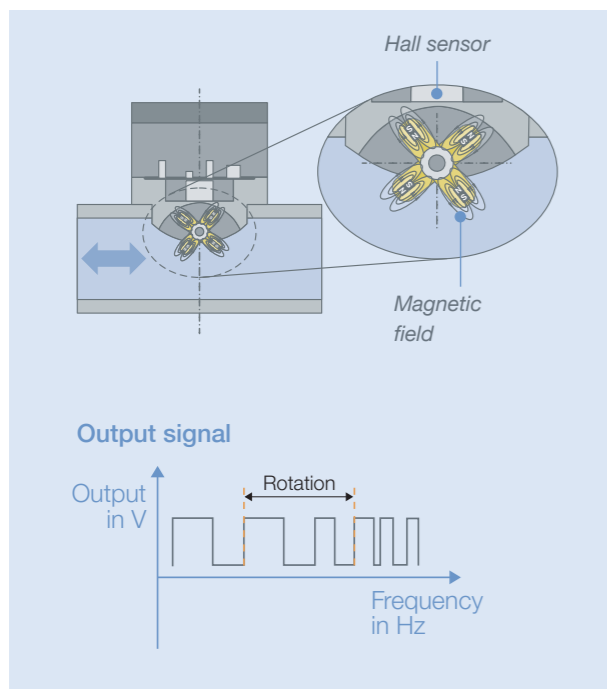 Hall sensor
Magnetic
field
Output signal
Output
in V
Rotation
Frequency
in Hz